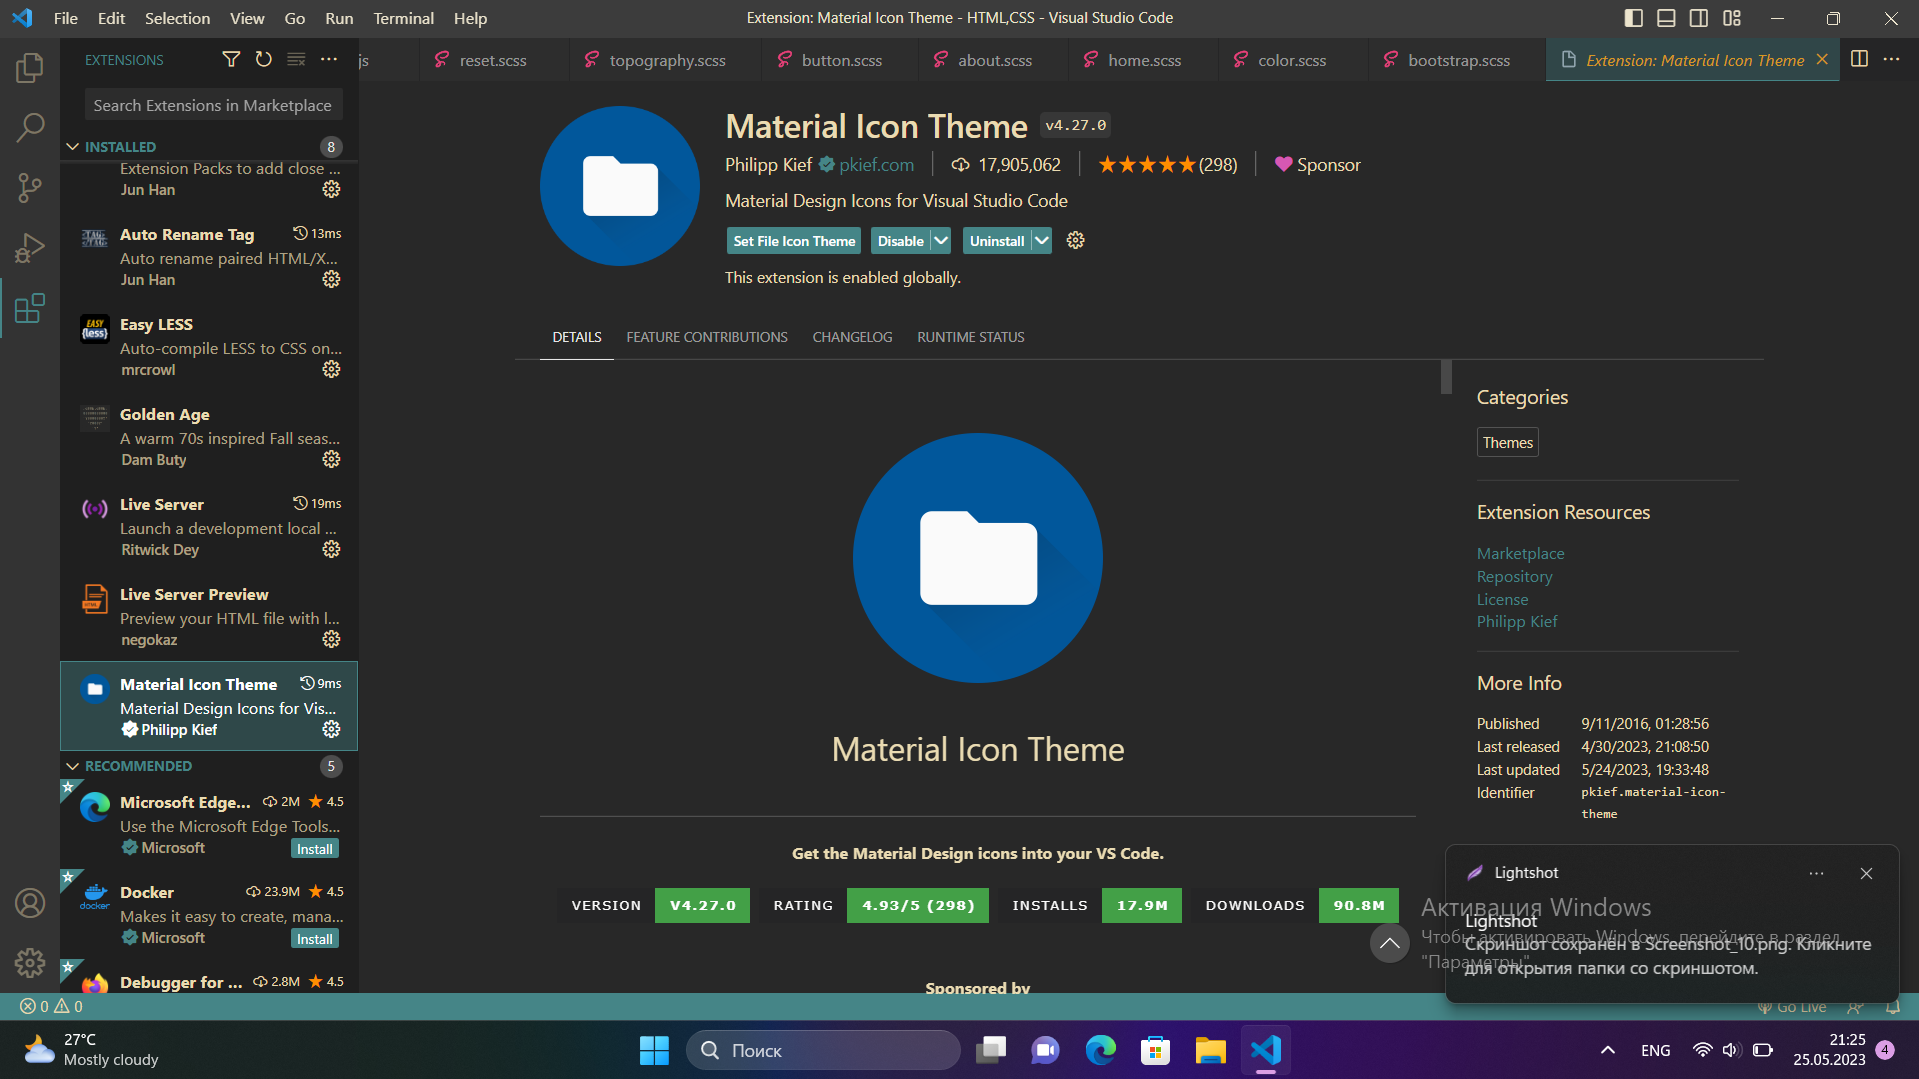 File Edit Selection View Go Run Terminal Help
Extension: Material Icon Theme - HTML,CSS - Visual Studio Code
EXTENSIONS
js reset.scss topography.scss button.scss about.scss home.scss color.scss bootstrap.scss Extension: Material Icon Theme
Search Extensions in Marketplace
INSTALLED 8
Extension Packs to add close ...
Jun Han
Auto Rename Tag 13ms
Auto rename paired HTML/X...
Jun Han
Easy LESS
Auto-compile LESS to CSS on...
mrcrowl
Golden Age
A warm 70s inspired Fall seas...
Dam Buty
Live Server 19ms
Launch a development local ...
Ritwick Dey
Live Server Preview
Preview your HTML file with l...
negokaz
Material Icon Theme 9ms
Material Design Icons for Vis...
Philipp Kief
RECOMMENDED 5
Microsoft Edge... 2M 4.5
Use the Microsoft Edge Tools...
Microsoft Install
Docker 23.9M 4.5
Makes it easy to create, mana...
Microsoft Install
Debugger for ... 2.8M 4.5
EASY
{less}
HTML
docker
Material Icon Theme v4.27.0
Philipp Kief pkief.com 17,905,062 (298) Sponsor
Material Design Icons for Visual Studio Code
Set File Icon Theme Disable Uninstall
This extension is enabled globally.
DETAILS FEATURE CONTRIBUTIONS CHANGELOG RUNTIME STATUS
Material Icon Theme
Get the Material Design icons into your VS Code.
VERSION V4.27.0 RATING 4.93/5 (298) INSTALLS 17.9M DOWNLOADS 90.8M
Sponsored by
Categories
Themes
Extension Resources
Marketplace
Repository
License
Philipp Kief
More Info
Published 9/11/2016, 01:28:56
Last released 4/30/2023, 21:08:50
Last updated 5/24/2023, 19:33:48
Identifier pkief.material-icon-
theme
Lightshot
Активация Windows
Lightshot
Чтобы активировать Windows, перейдите в раздел
Скриншот сохранен в Screenshot_10.png. Кликните
"Параметры"
для открытия папки со скриншотом.
0 0
Go Live
27°C
Mostly cloudy
Поиск
ENG
21:25
25.05.2023
4